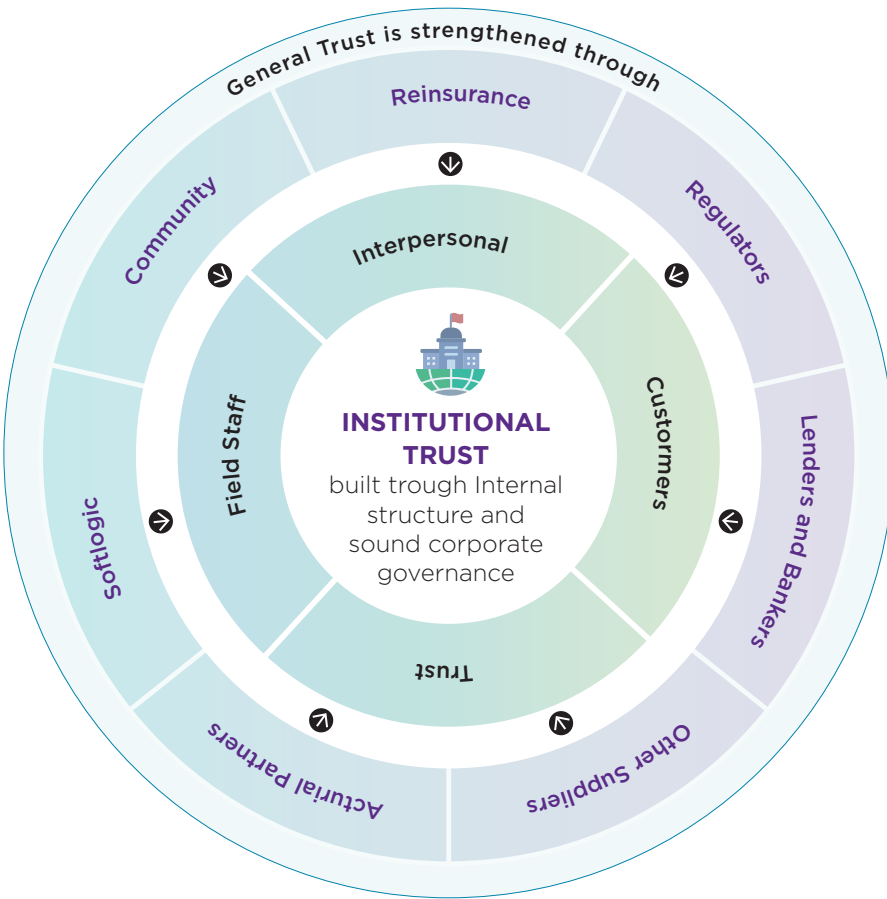 General Trust is strengthened through
Reinsurance
Regulators
Lenders and Bankers
Other Suppliers
Acturial Partners
Softlogic
Community
Interpersonal
Custormers
Trust
Field Staff
INSTITUTIONAL
TRUST
built trough Internal
structure and
sound corporate
governance